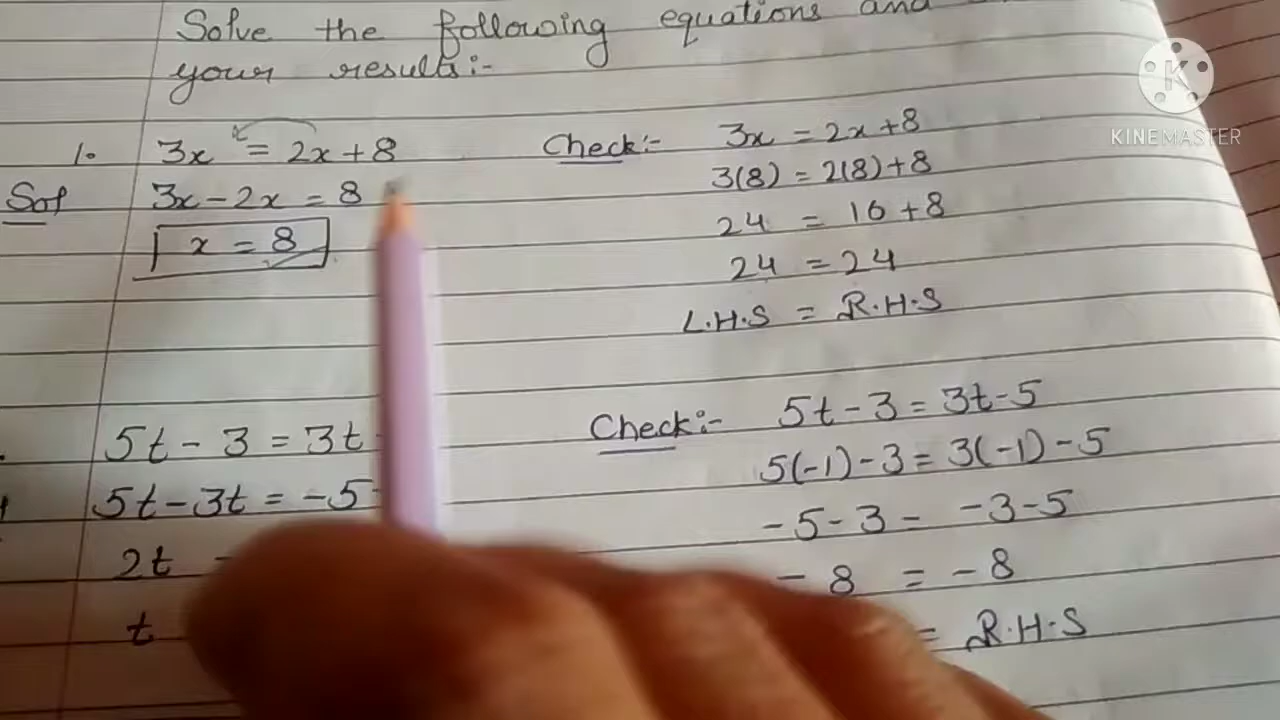 Solve the following equations and
your results:-
1. 3x = 2x + 8
Sol 3x - 2x = 8
x = 8
Check:- 3x = 2x + 8
3(8) = 2(8) + 8
24 = 16 + 8
24 = 24
L.H.S = R.H.S
5t - 3 = 3t
5t - 3t = -5
2t
t
Check:- 5t - 3 = 3t - 5
5(-1) - 3 = 3(-1) - 5
-5 - 3 = -3 - 5
-8 = -8
= R.H.S
K
KINEMASTER